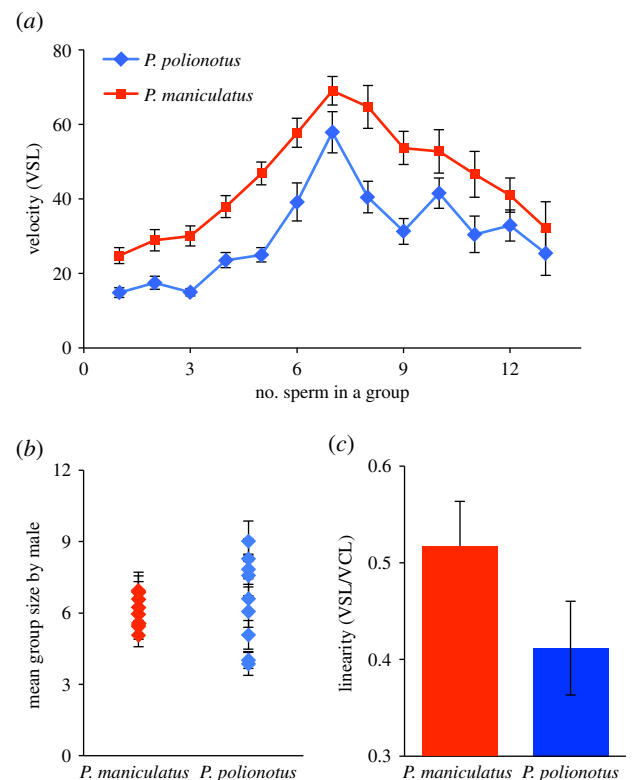 (a)
80
60
40
20
0
velocity (VSL)
P. polionotus
P. maniculatus
0 3 6 9 12
no. sperm in a group
(b)
12
9
6
3
0
mean group size by male
P. maniculatus P. polionotus
(c)
0.6
0.5
0.4
0.3
linearity (VSL/VCL)
P. maniculatus P. polionotus